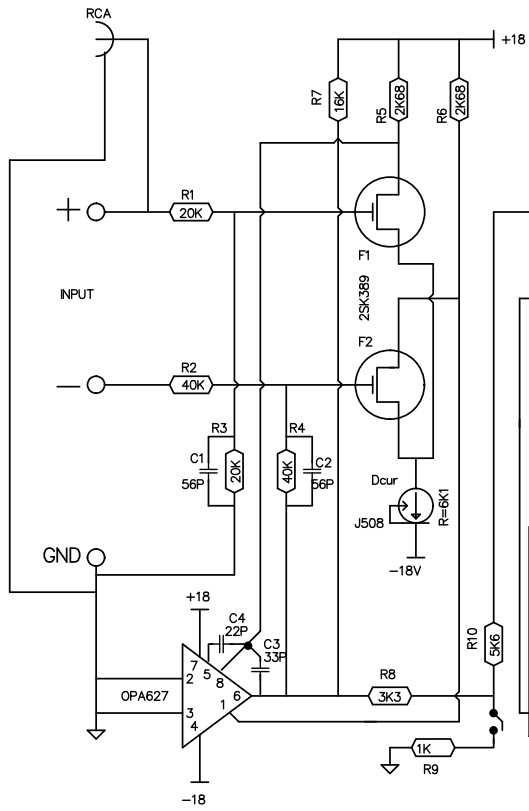 RCA
+18
R7
16K
R5
2K68
R6
2K68
+
R1
20K
F1
INPUT
2SK389
F2
—
R2
40K
R3
R4
C1
56P
20K
40K
C2
56P
Dcur
J508
R=6K1
GND
-18V
+18
C4
22P
C3
33P
R10
5K6
7
5
8
2
6
OPA627
1
3
4
R8
3K3
1K
R9
-18